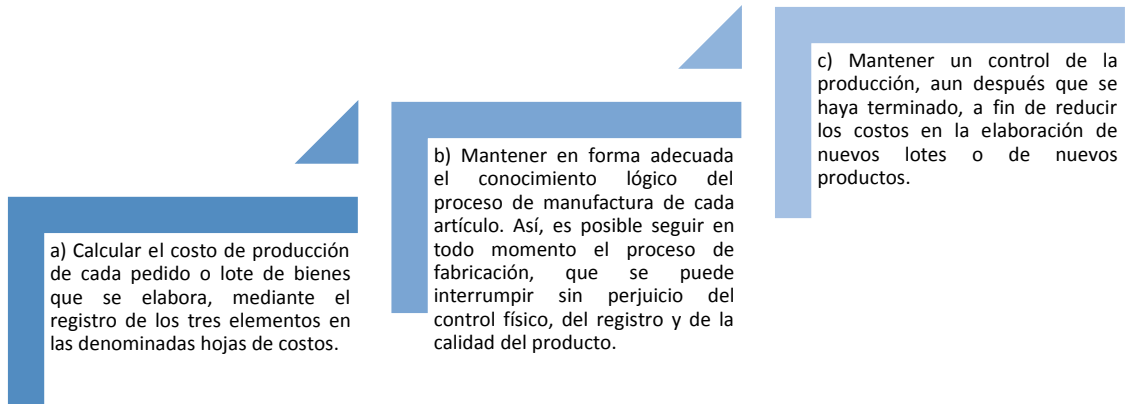 a) Calcular el costo de producción
de cada pedido o lote de bienes
que se elabora, mediante el
registro de los tres elementos en
las denominadas hojas de costos.
b) Mantener en forma adecuada
el conocimiento lógico del
proceso de manufactura de cada
artículo. Así, es posible seguir en
todo momento el proceso de
fabricación, que se puede
interrumpir sin perjuicio del
control físico, del registro y de la
calidad del producto.
c) Mantener un control de la
producción, aun después que se
haya terminado, a fin de reducir
los costos en la elaboración de
nuevos lotes o de nuevos
productos.